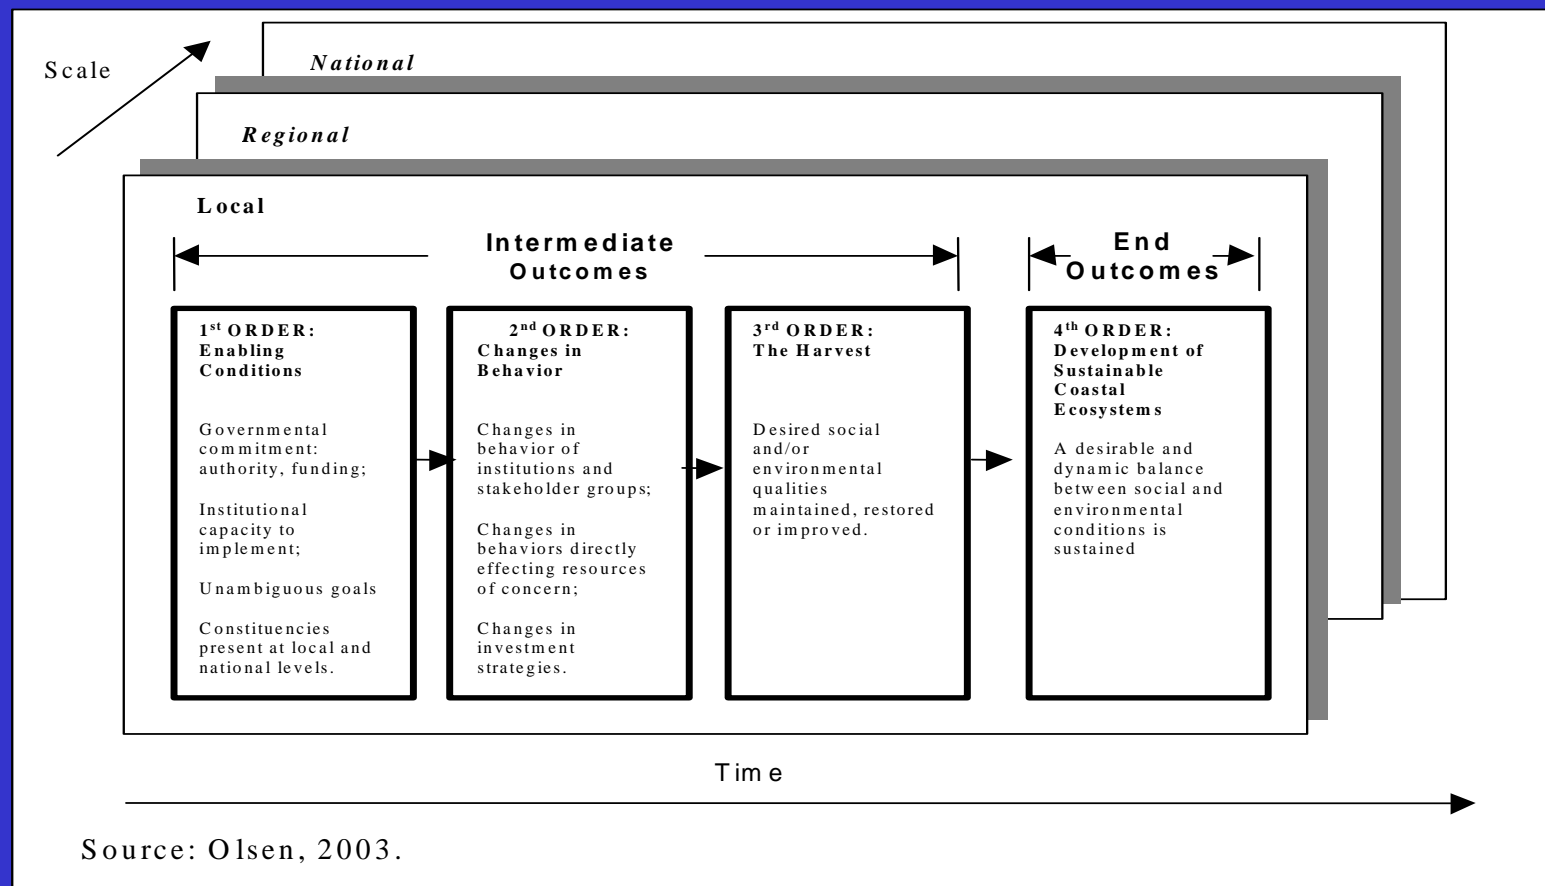 Scale
National
Regional
Local
Intermediate
Outcomes
End
Outcomes
1st ORDER:
Enabling
Conditions
Governmental
commitment:
authority, funding;
Institutional
capacity to
implement;
Unambiguous goals
Constituencies
present at local and
national levels.
2nd ORDER:
Changes in
Behavior
Changes in
behavior of
institutions and
stakeholder groups;
Changes in
behaviors directly
effecting resources
of concern;
Changes in
investment
strategies.
3rd ORDER:
The Harvest
Desired social
and/or
environmental
qualities
maintained, restored
or improved.
4th ORDER:
Development of
Sustainable
Coastal
Ecosystems
A desirable and
dynamic balance
between social and
environmental
conditions is
sustained
Time
Source: Olsen, 2003.